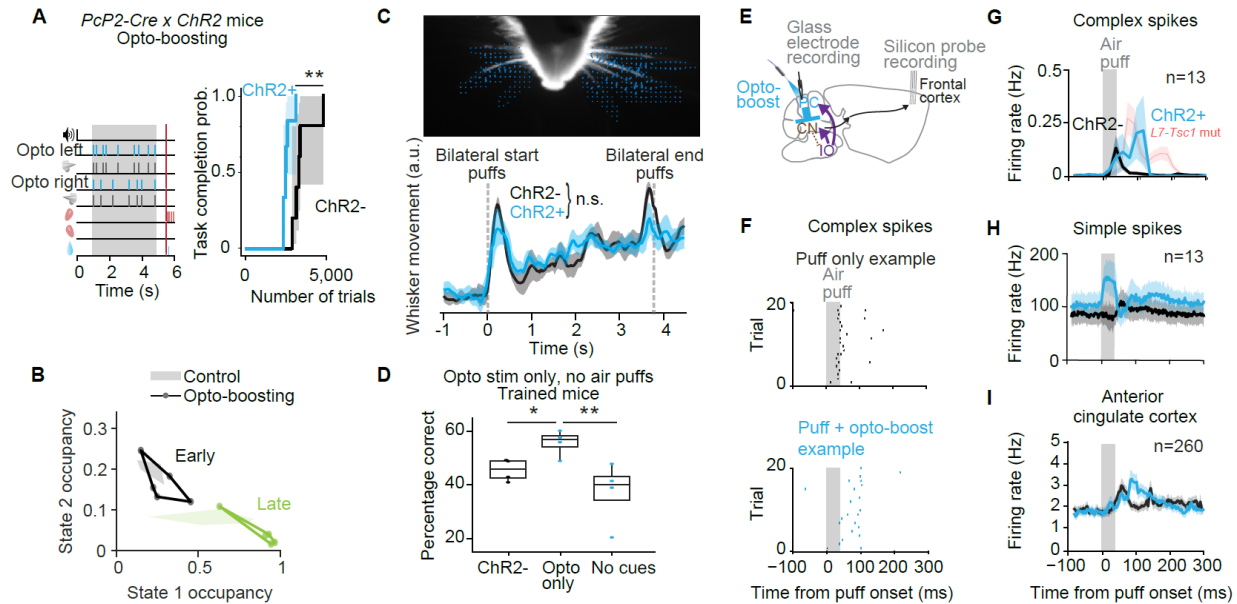 A
PcP2-Cre x ChR2 mice
Opto-boosting
Opto left
Opto right
0 2 4 6
Time (s)
**
ChR2+
ChR2-
Task completion prob.
1.0
0.5
0
0 5,000
Number of trials
B
Control
Opto-boosting
Early
Late
State 2 occupancy
0.3
0.2
0.1
0
0 0.5 1
State 1 occupancy
C
Bilateral start
puffs
Bilateral end
puffs
ChR2-
ChR2+
} n.s.
Whisker movement (a.u.)
-1 0 1 2 3 4
Time (s)
D
Opto stim only, no air puffs
Trained mice
* **
Percentage correct
60
40
20
ChR2- Opto only No cues
E
Glass
electrode
recording
Silicon probe
recording
Opto-
boost
Frontal
cortex
PC
CN
IO
F
Complex spikes
Puff only example
Air
puff
Trial
20
10
0
Puff + opto-boost
example
Trial
20
10
0
−100 0 100 200 300
Time from puff onset (ms)
G
Complex spikes
Air
puff
n=13
ChR2-
ChR2+
L7-Tsc1 mut
Firing rate (Hz)
0.5
0.25
0
H
Simple spikes
n=13
Firing rate (Hz)
200
100
0
I
Anterior
cingulate cortex
n=260
Firing rate (Hz)
5
4
3
2
1
0
−100 0 100 200 300
Time from puff onset (ms)